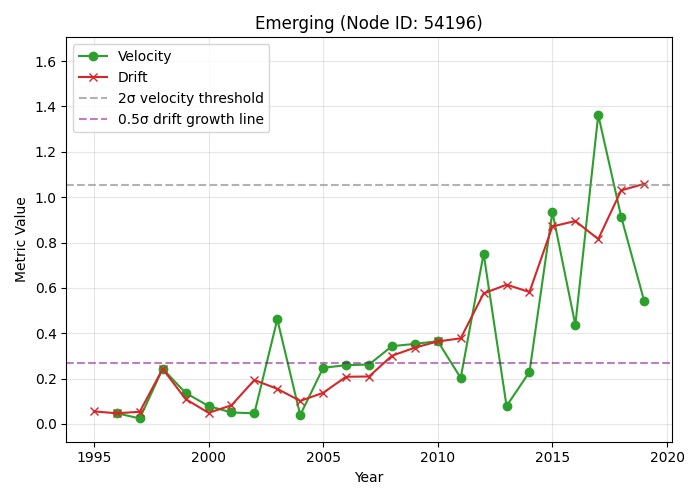 Emerging (Node ID: 54196)
Velocity
Drift
2σ velocity threshold
0.5σ drift growth line
Metric Value
1.6
1.4
1.2
1.0
0.8
0.6
0.4
0.2
0.0
1995 2000 2005 2010 2015 2020
Year